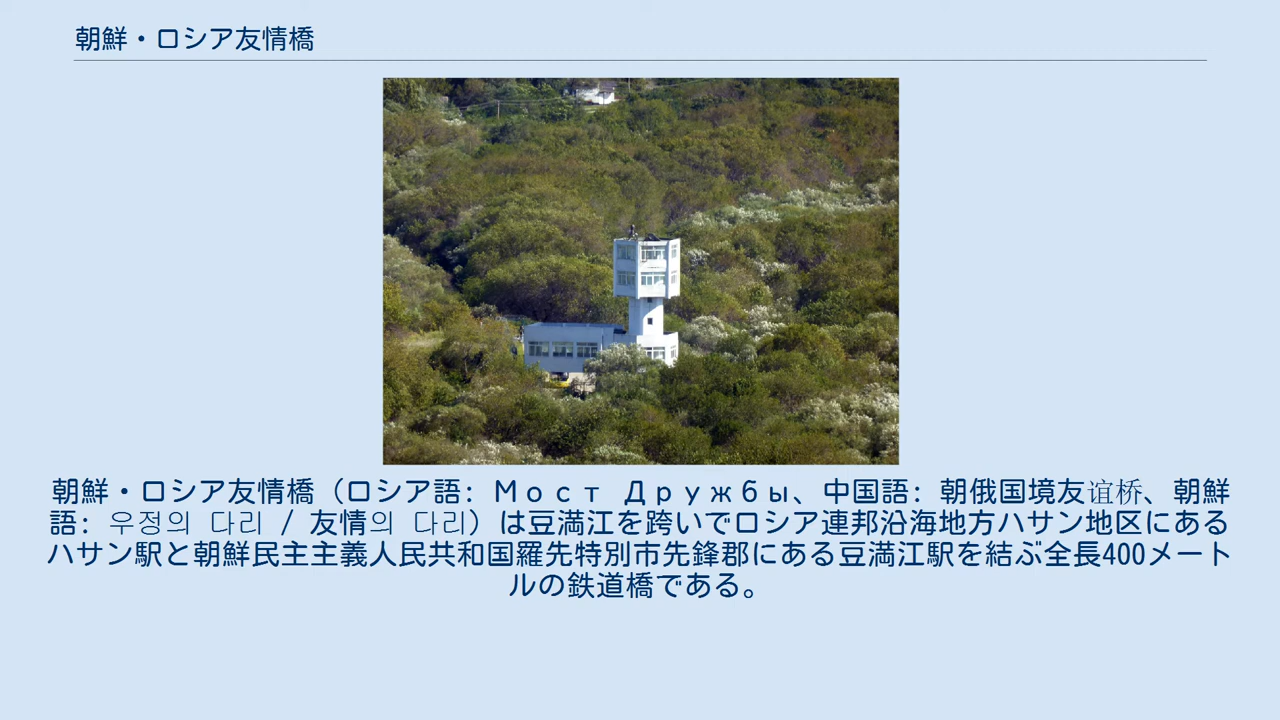 朝鮮・ロシア友情橋
朝鮮・ロシア友情橋（ロシア語: Мост Дружбы、中国語: 朝俄国境友谊桥、朝鮮
語: 우정의 다리 / 友情의 다리）は豆満江を跨いでロシア連邦沿海地方ハサン地区にある
ハサン駅と朝鮮民主主義人民共和国羅先特別市先鋒郡にある豆満江駅を結ぶ全長400メート
ルの鉄道橋である。